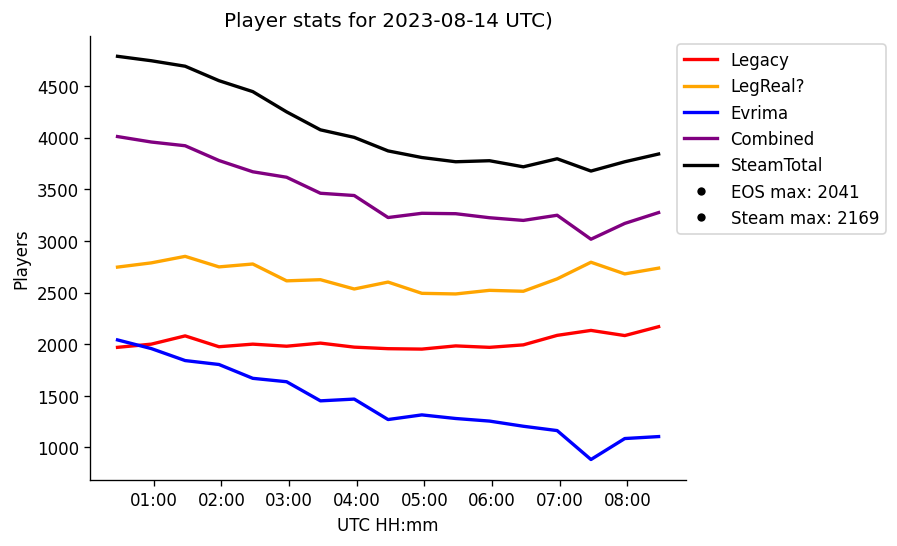 Player stats for 2023-08-14 UTC)
Legacy
LegReal?
Evrima
Combined
SteamTotal
EOS max: 2041
Steam max: 2169
Players
4500
4000
3500
3000
2500
2000
1500
1000
01:00 02:00 03:00 04:00 05:00 06:00 07:00 08:00
UTC HH:mm